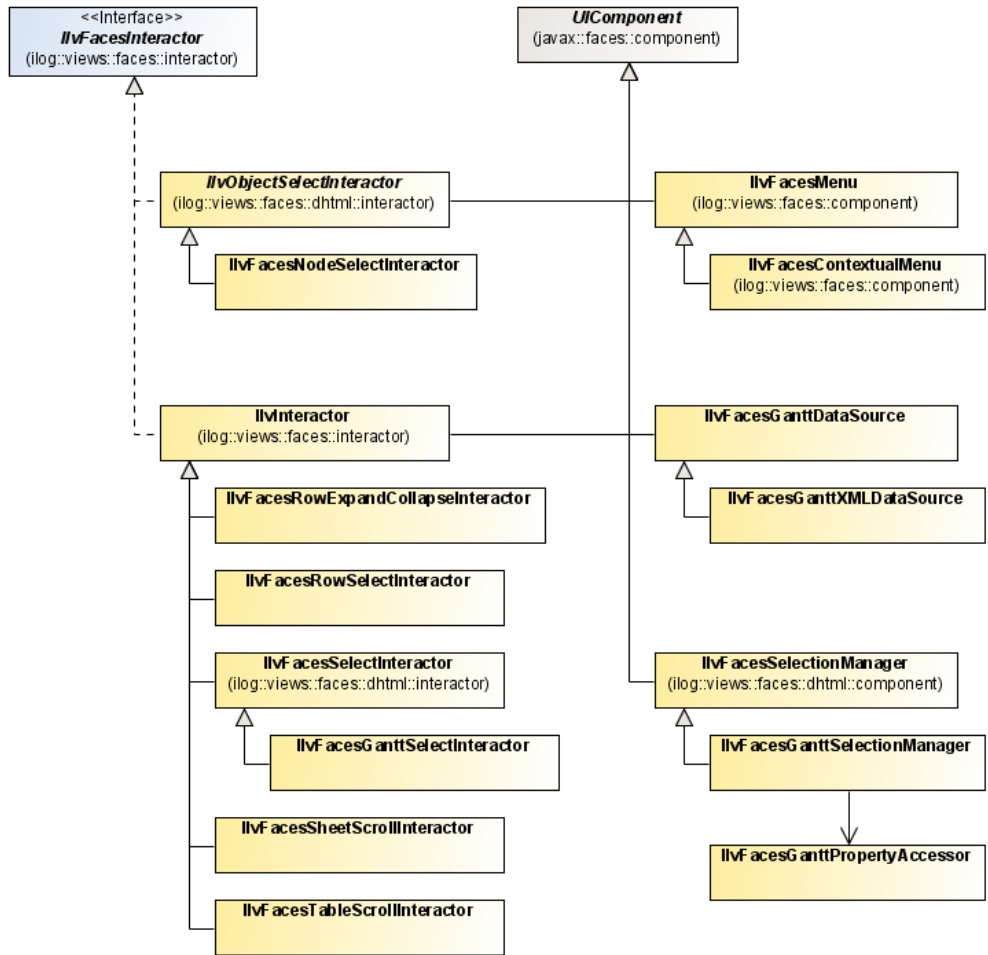 <<Interface>>
IlvFacesInteractor
(ilog::views::faces::interactor)
UIComponent
(javax::faces::component)
IlvObjectSelectInteractor
(ilog::views::faces::dhtml::interactor)
IlvFacesMenu
(ilog::views::faces::component)
IlvFacesNodeSelectInteractor
IlvFacesContextualMenu
(ilog::views::faces::component)
IlvInteractor
(ilog::views::faces::interactor)
IlvFacesGanttDataSource
IlvFacesRowExpandCollapseInteractor
IlvFacesGanttXMLDataSource
IlvFacesRowSelectInteractor
IlvFacesSelectInteractor
(ilog::views::faces::dhtml::interactor)
IlvFacesSelectionManager
(ilog::views::faces::dhtml::component)
IlvFacesGanttSelectInteractor
IlvFacesGanttSelectionManager
IlvFacesSheetScrollInteractor
IlvFacesGanttPropertyAccessor
IlvFacesTableScrollInteractor